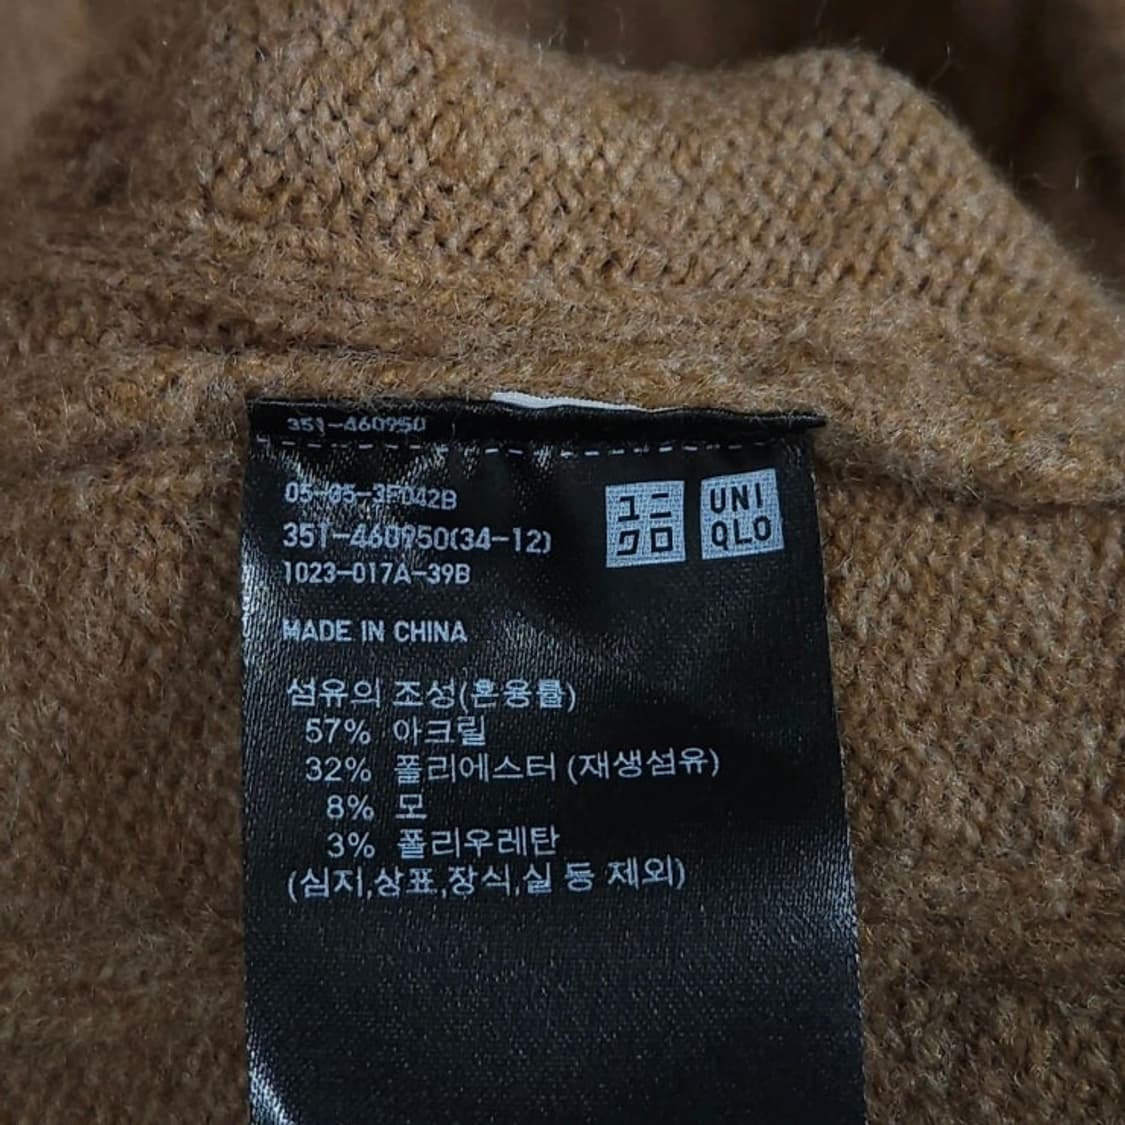 351-460950
05-05-3F042B
351-460950(34-12)
1023-017A-39B
ユニ
クロ
UNI
QLO
MADE IN CHINA
섬유의 조성(혼용률)
57% 아크릴
32% 폴리에스터 (재생섬유)
8% 모
3% 폴리우레탄
(심지,상표,장식,실 등 제외)